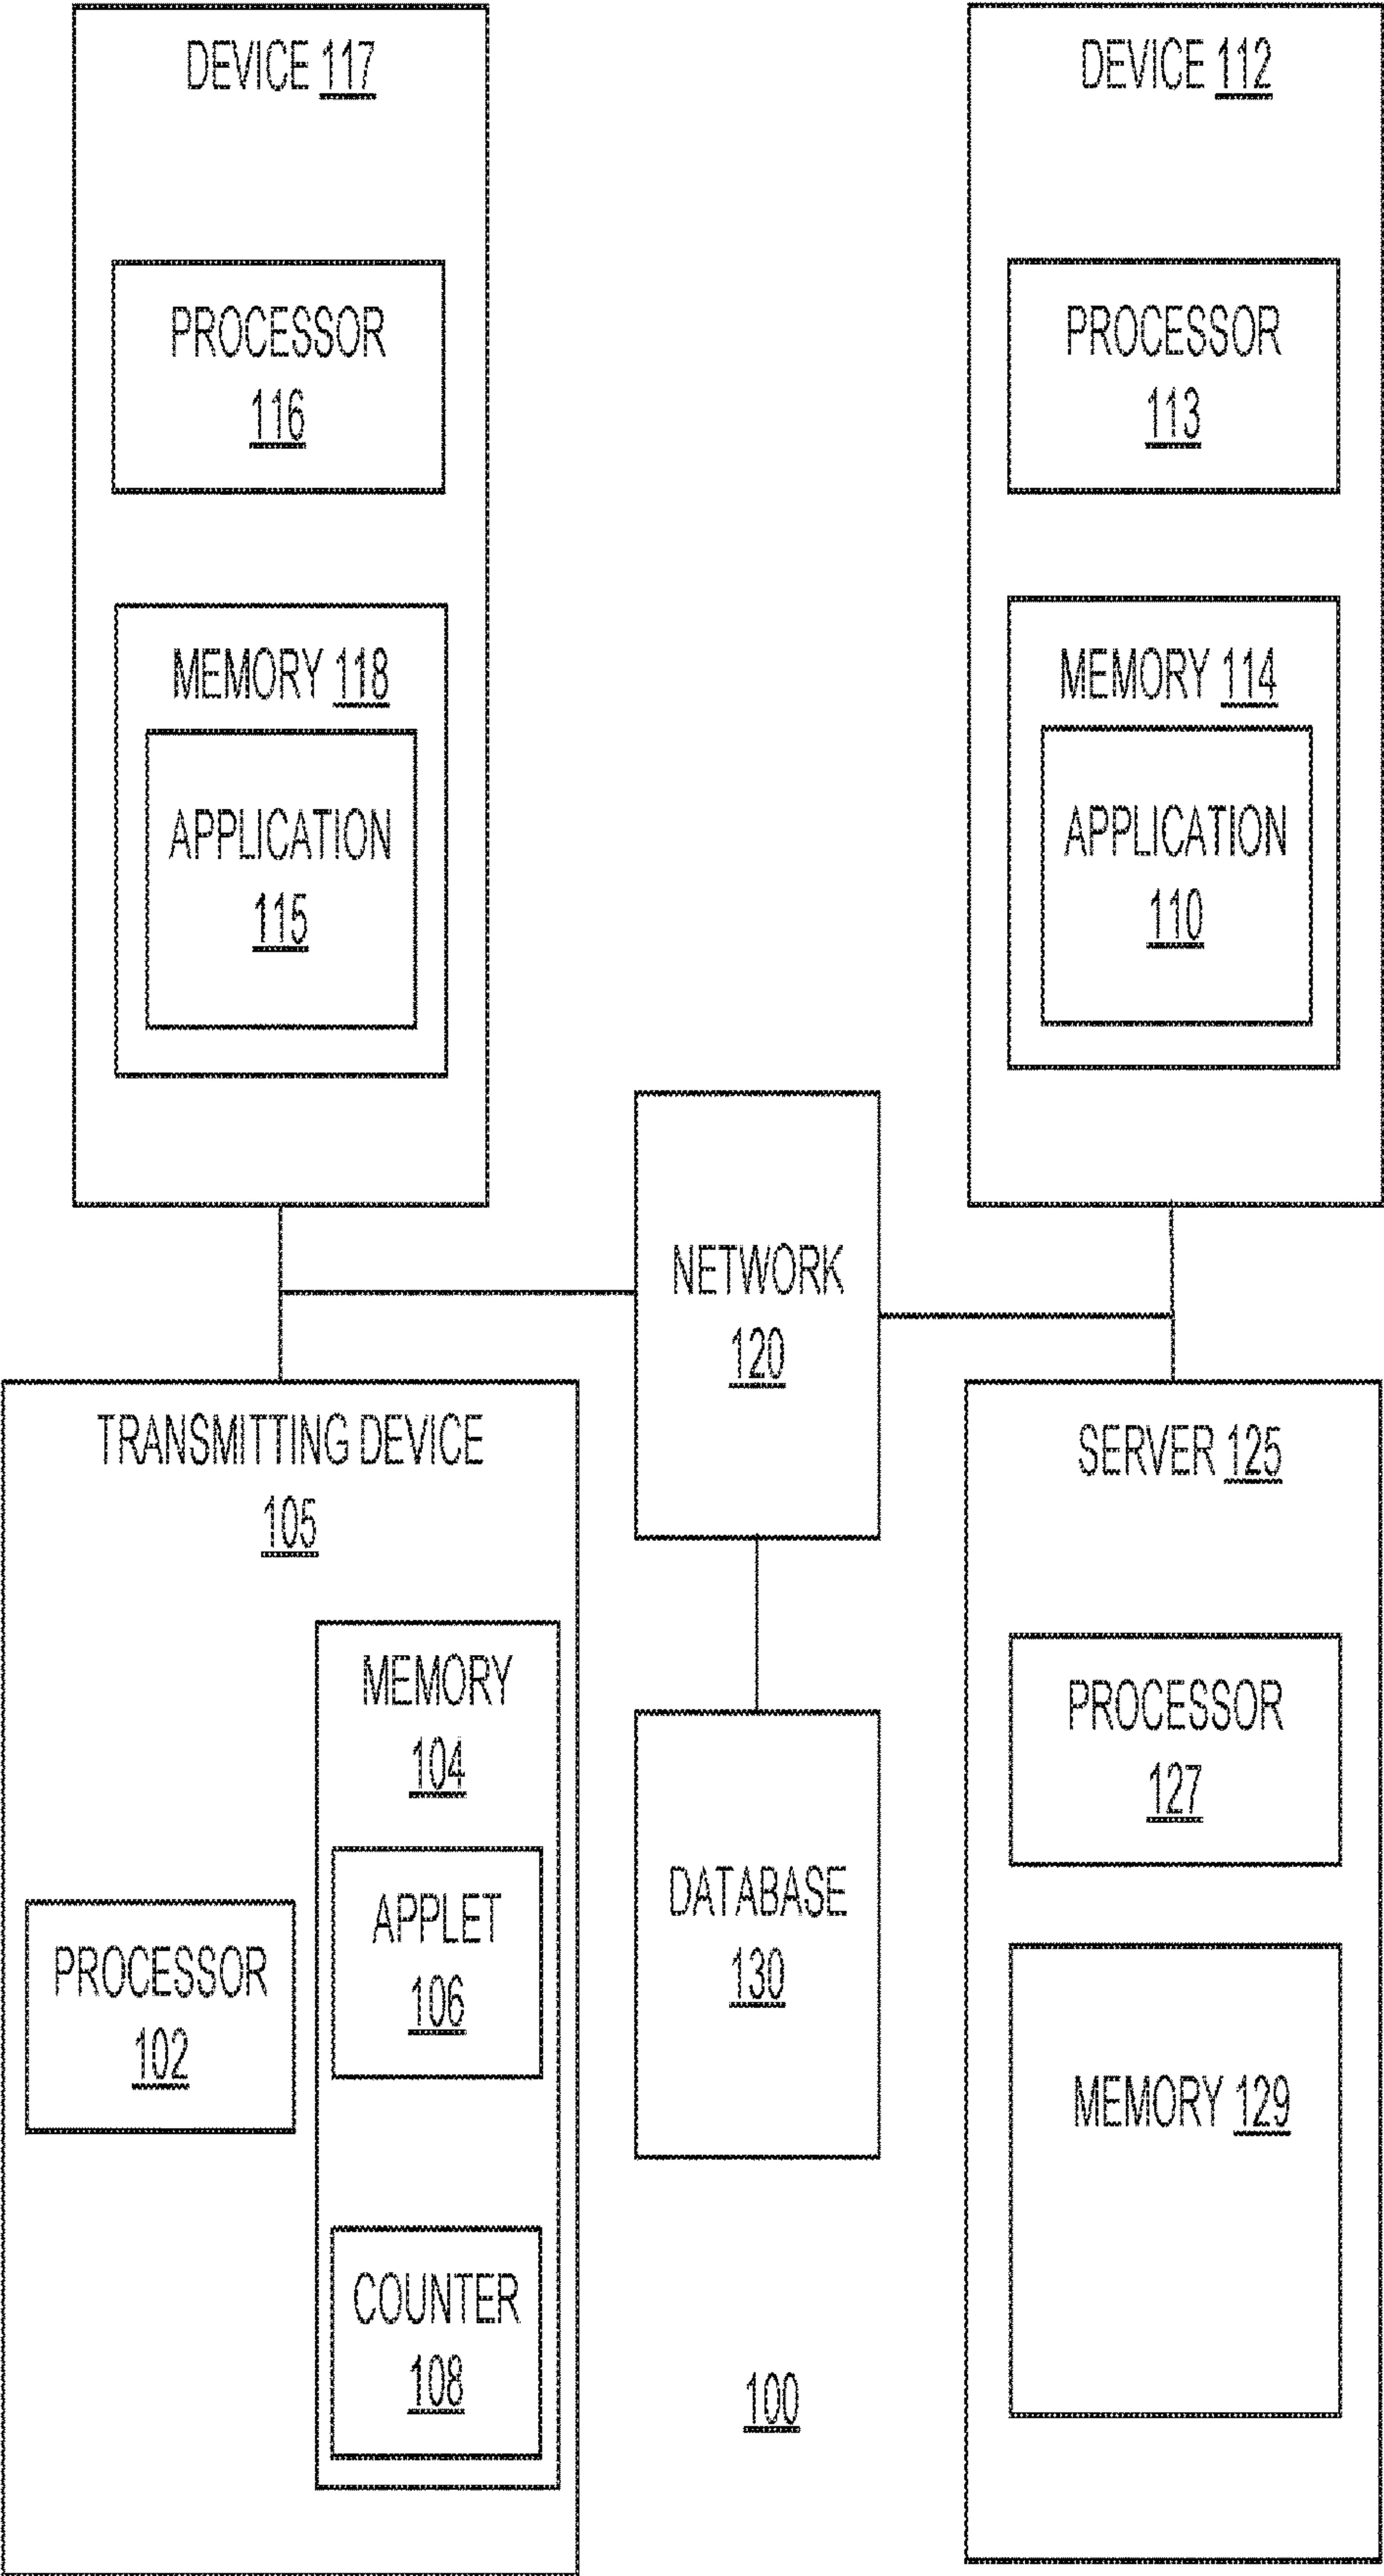 DEVICE 117
PROCESSOR
116
MEMORY 118
APPLICATION
115
DEVICE 112
PROCESSOR
113
MEMORY 114
APPLICATION
110
NETWORK
120
TRANSMITTING DEVICE
105
PROCESSOR
102
MEMORY
104
APPLET
106
COUNTER
108
DATABASE
130
SERVER 125
PROCESSOR
127
MEMORY 129
100